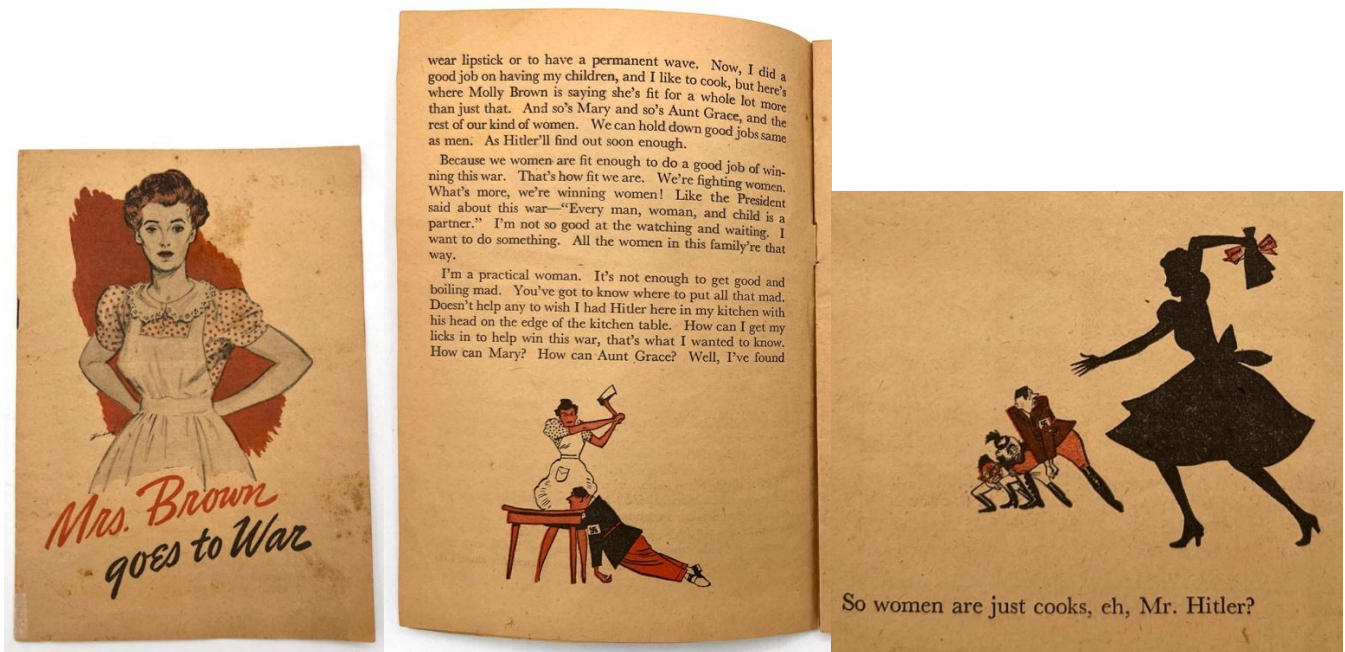 Mrs. Brown
goes to War
wear lipstick or to have a permanent wave. Now, I did a
good job on having my children, and I like to cook, but here's
where Molly Brown is saying she's fit for a whole lot more
than just that. And so's Mary and so's Aunt Grace, and the
rest of our kind of women. We can hold down good jobs same
as men. As Hitler'll find out soon enough.
Because we women are fit enough to do a good job of win-
ning this war. That's how fit we are. We're fighting women.
What's more, we're winning women! Like the President
said about this war—"Every man, woman, and child is a
partner." I'm not so good at the watching and waiting. I
want to do something. All the women in this family're that
way.
I'm a practical woman. It's not enough to get good and
boiling mad. You've got to know where to put all that mad.
Doesn't help any to wish I had Hitler here in my kitchen with
his head on the edge of the kitchen table. How can I get my
licks in to help win this war, that's what I wanted to know.
How can Mary? How can Aunt Grace? Well, I've found
So women are just cooks, eh, Mr. Hitler?